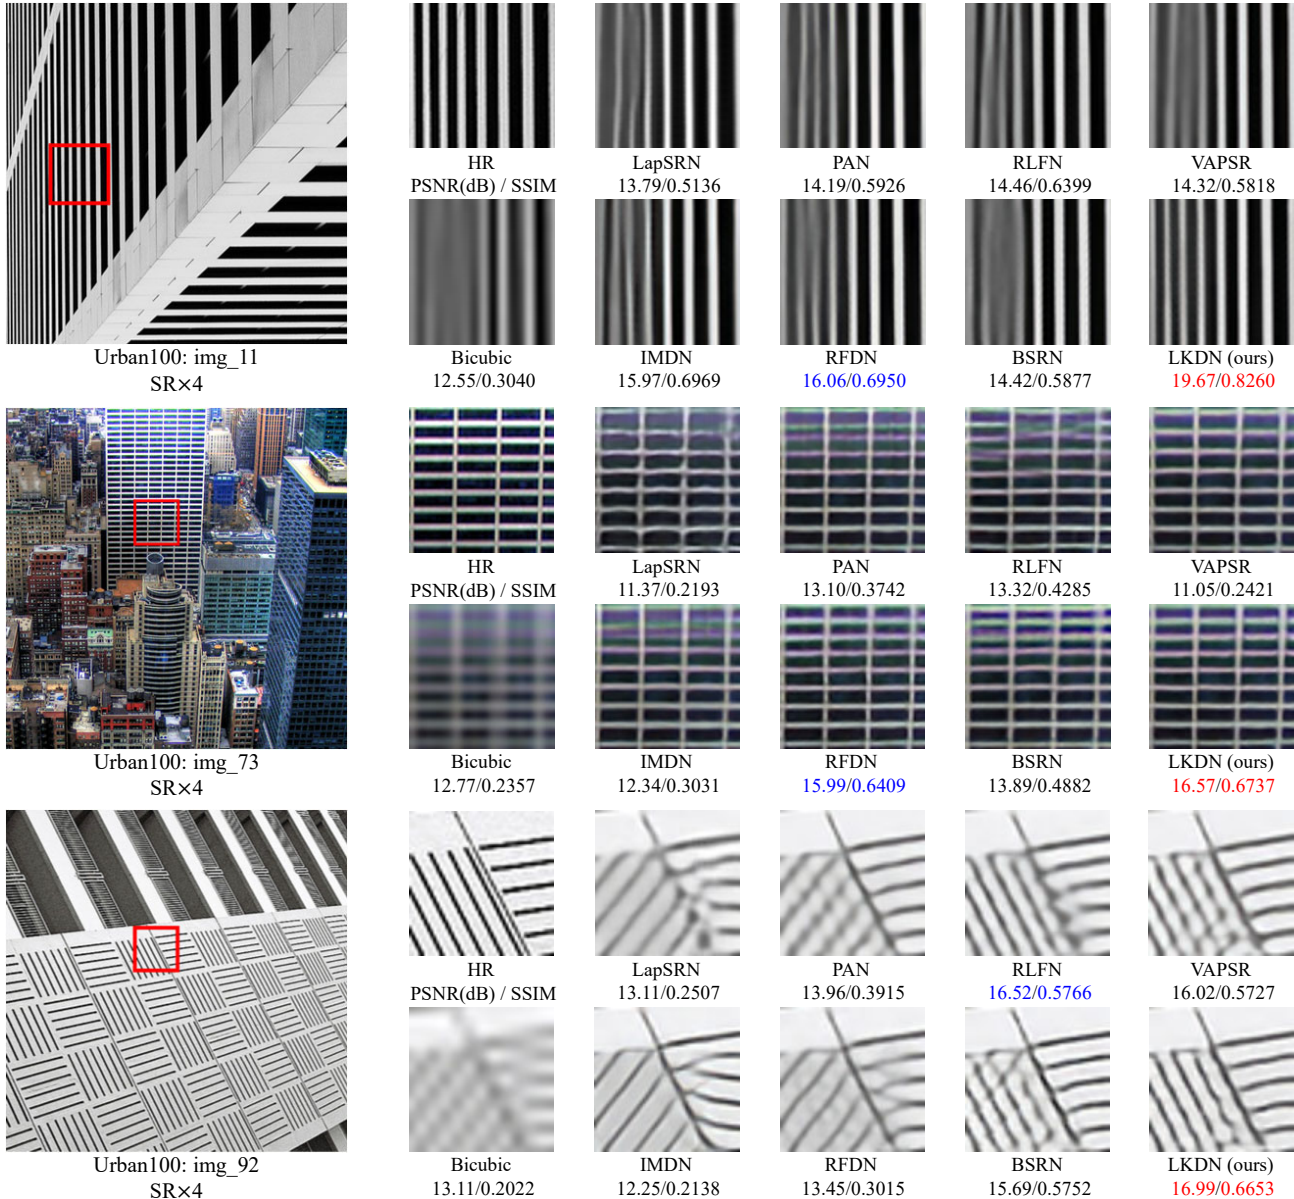 HR LapSRN PAN RLFN VAPSR
PSNR(dB) / SSIM 13.79/0.5136 14.19/0.5926 14.46/0.6399 14.32/0.5818
Urban100: img_11
SR×4
Bicubic IMDN RFDN BSRN LKDN (ours)
12.55/0.3040 15.97/0.6969 16.06/0.6950 14.42/0.5877 19.67/0.8260
HR LapSRN PAN RLFN VAPSR
PSNR(dB) / SSIM 11.37/0.2193 13.10/0.3742 13.32/0.4285 11.05/0.2421
Urban100: img_73
SR×4
Bicubic IMDN RFDN BSRN LKDN (ours)
12.77/0.2357 12.34/0.3031 15.99/0.6409 13.89/0.4882 16.57/0.6737
HR LapSRN PAN RLFN VAPSR
PSNR(dB) / SSIM 13.11/0.2507 13.96/0.3915 16.52/0.5766 16.02/0.5727
Urban100: img_92
SR×4
Bicubic IMDN RFDN BSRN LKDN (ours)
13.11/0.2022 12.25/0.2138 13.45/0.3015 15.69/0.5752 16.99/0.6653